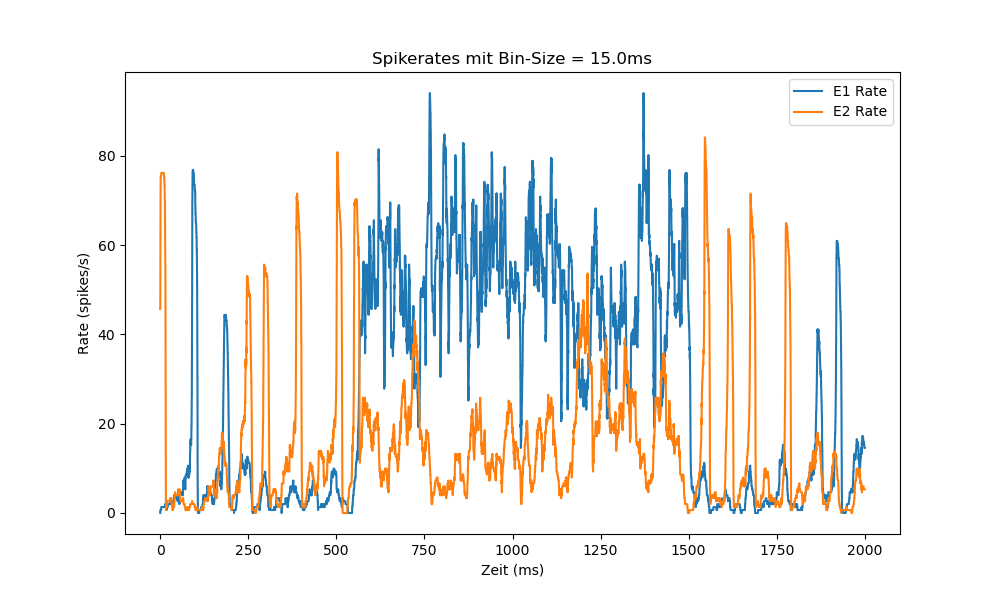 Spikerates mit Bin-Size = 15.0ms
E1 Rate
E2 Rate
Rate (spikes/s)
80
60
40
20
0
0 250 500 750 1000 1250 1500 1750 2000
Zeit (ms)